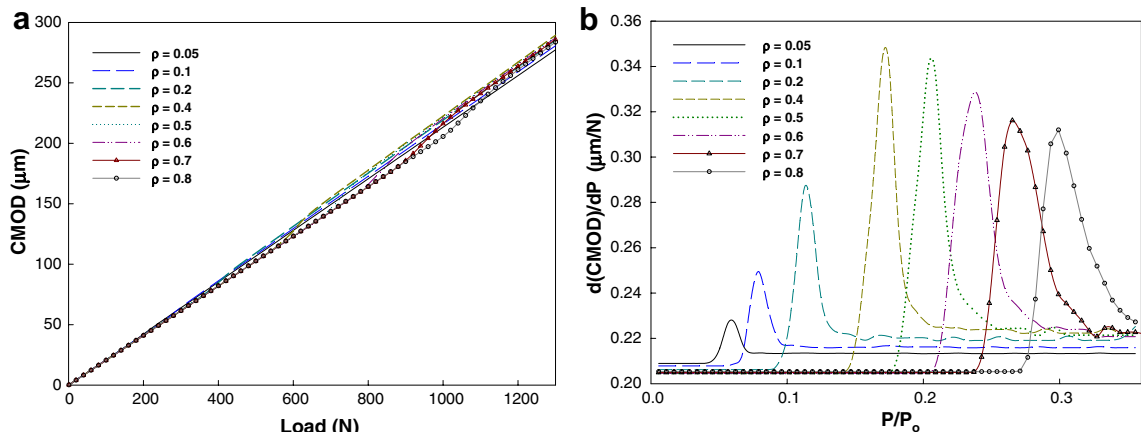 a
300
250
200
150
100
50
0
CMOD (μm)
0 200 400 600 800 1000 1200
Load (N)
ρ = 0.05
ρ = 0.1
ρ = 0.2
ρ = 0.4
ρ = 0.5
ρ = 0.6
ρ = 0.7
ρ = 0.8
b
0.36
0.34
0.32
0.30
0.28
0.26
0.24
0.22
0.20
d(CMOD)/dP (μm/N)
0.0 0.1 0.2 0.3
P/Po
ρ = 0.05
ρ = 0.1
ρ = 0.2
ρ = 0.4
ρ = 0.5
ρ = 0.6
ρ = 0.7
ρ = 0.8